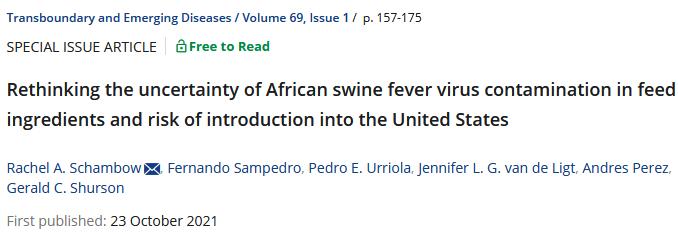 Transboundary and Emerging Diseases / Volume 69, Issue 1 / p. 157-175
SPECIAL ISSUE ARTICLE Free to Read
Rethinking the uncertainty of African swine fever virus contamination in feed
ingredients and risk of introduction into the United States
Rachel A. Schambow, Fernando Sampedro, Pedro E. Urriola, Jennifer L. G. van de Ligt, Andres Perez,
Gerald C. Shurson
First published: 23 October 2021